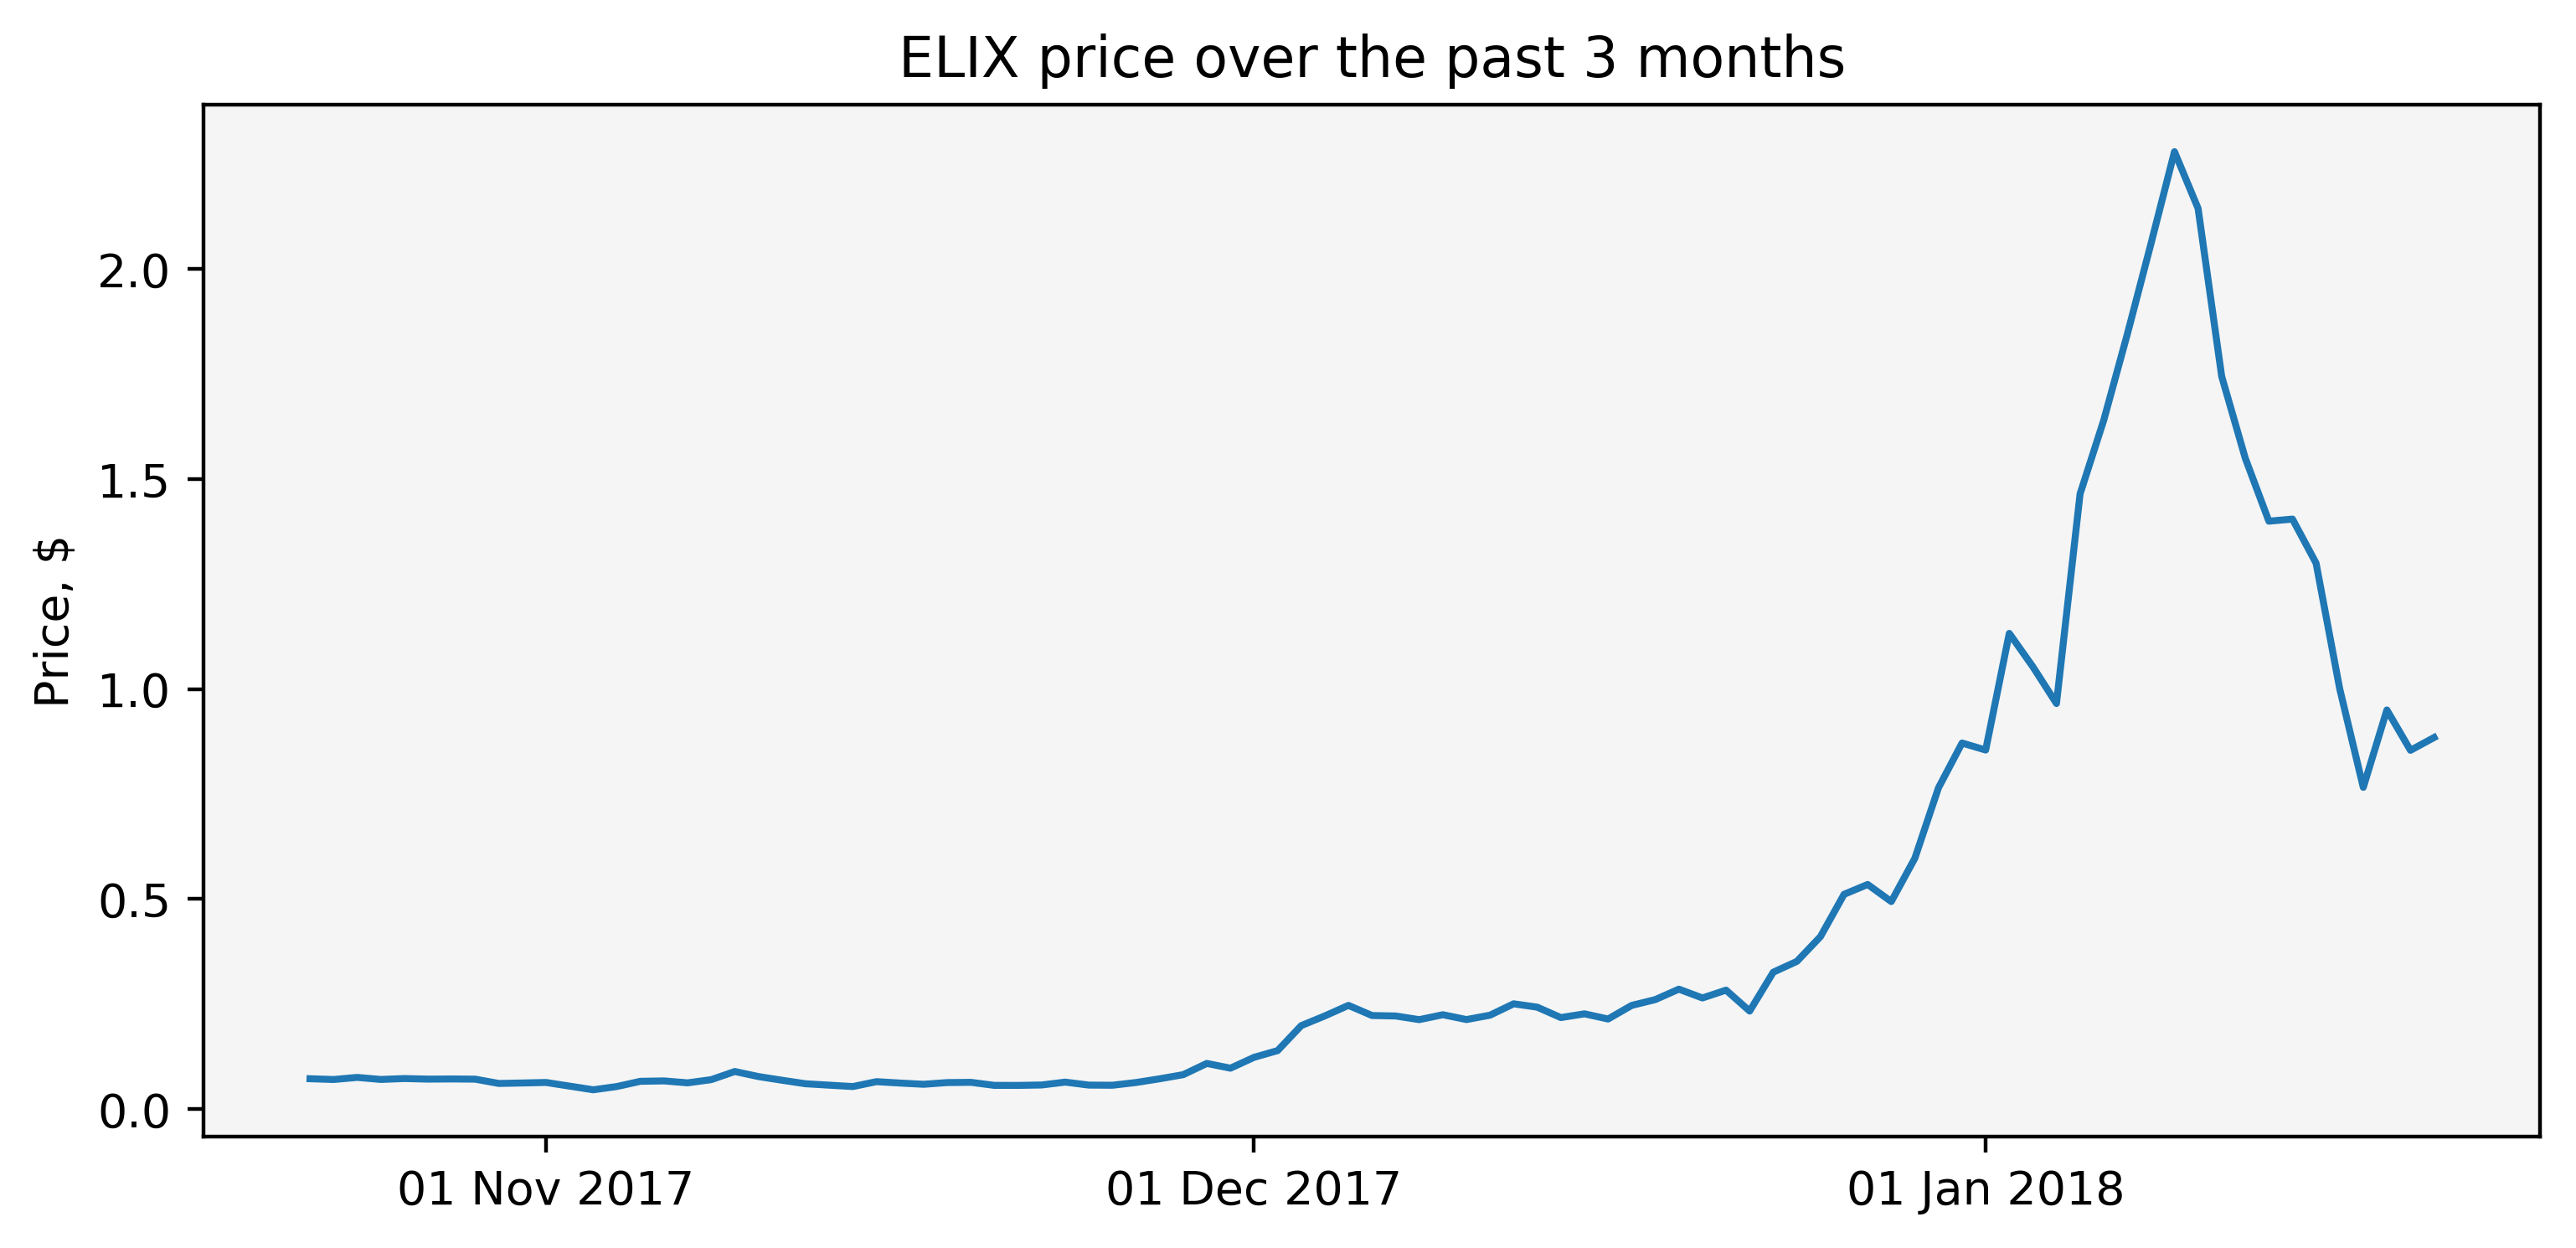 ELIX price over the past 3 months
Price, $
2.0
1.5
1.0
0.5
0.0
01 Nov 2017
01 Dec 2017
01 Jan 2018